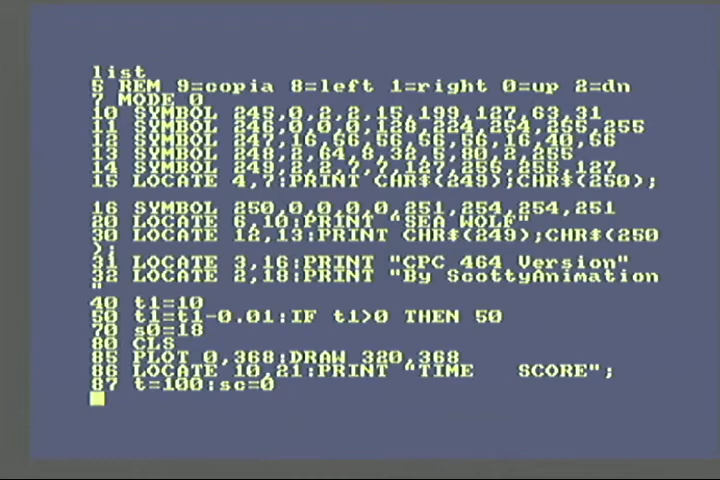 list
5 REM 9=copia 8=left 1=right 0=up 2=dn
7 MODE 0
10 SYMBOL 245,0,2,2,15,199,127,63,31
11 SYMBOL 246,0,0,0,128,224,254,255,255
12 SYMBOL 247,16,56,56,56,56,16,40,56
13 SYMBOL 248,2,64,8,32,5,80,2,255
14 SYMBOL 249,2,2,7,7,127,255,255,127
15 LOCATE 4,7:PRINT CHR$(249);CHR$(250);
16 SYMBOL 250,0,0,0,0,251,254,254,251
20 LOCATE 6,10:PRINT "SEA WOLF"
30 LOCATE 12,13:PRINT CHR$(249);CHR$(250
);
31 LOCATE 3,16:PRINT "CPC 464 Version"
32 LOCATE 2,18:PRINT "By ScottyAnimation
"
40 t1=10
50 t1=t1-0.01:IF t1>0 THEN 50
70 s0=18
80 CLS
85 PLOT 0,368:DRAW 320,368
86 LOCATE 10,21:PRINT "TIME   SCORE";
87 t=100:sc=0